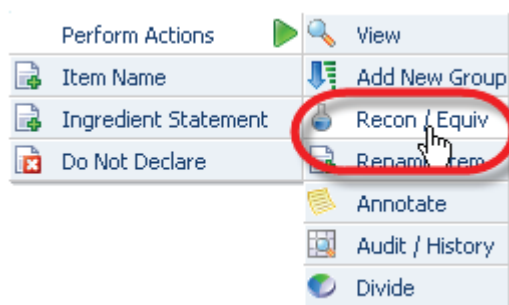 Perform Actions
Item Name
Ingredient Statement
Do Not Declare
View
Add New Group
Recon / Equiv
Rename Item
Annotate
Audit / History
Divide